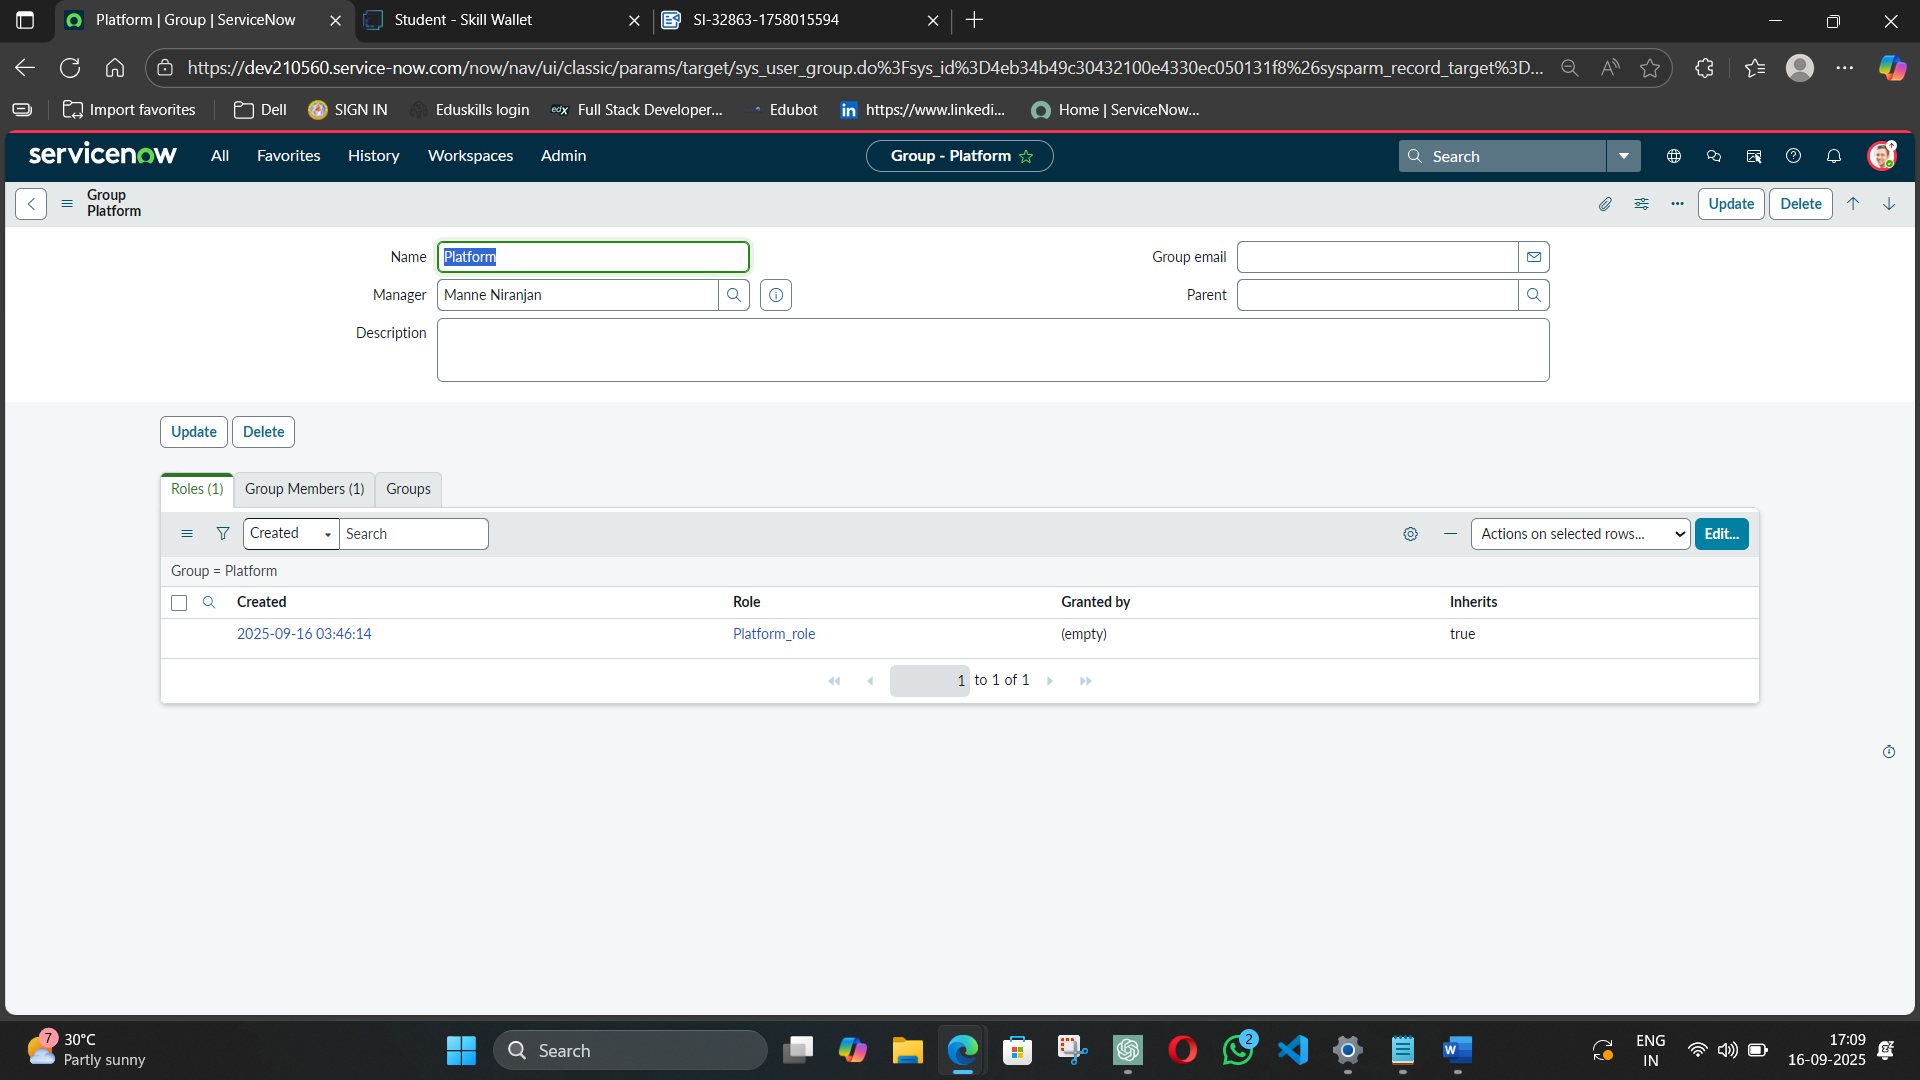 Platform | Group | ServiceNow
Student - Skill Wallet
SI-32863-1758015594
https://dev210560.service-now.com/now/nav/ui/classic/params/target/sys_user_group.do%3Fsys_id%3D4eb34b49c30432100e4330ec050131f8%26sysparm_record_target%3D...
Import favorites
Dell
SIGN IN
Eduskills login
edX
Full Stack Developer...
Edubot
in
https://www.linkedi...
Home | ServiceNow...
servicenow
All
Favorites
History
Workspaces
Admin
Group - Platform
Search
Group
Platform
Update
Delete
Name
Platform
Group email
Manager
Manne Niranjan
Parent
Description
Update
Delete
Roles (1)
Group Members (1)
Groups
Created
Search
Actions on selected rows...
Edit...
Group = Platform
Created
Role
Granted by
Inherits
2025-09-16 03:46:14
Platform_role
(empty)
true
1 to 1 of 1
7
30°C
Partly sunny
Search
2
W
ENG
IN
17:09
16-09-2025